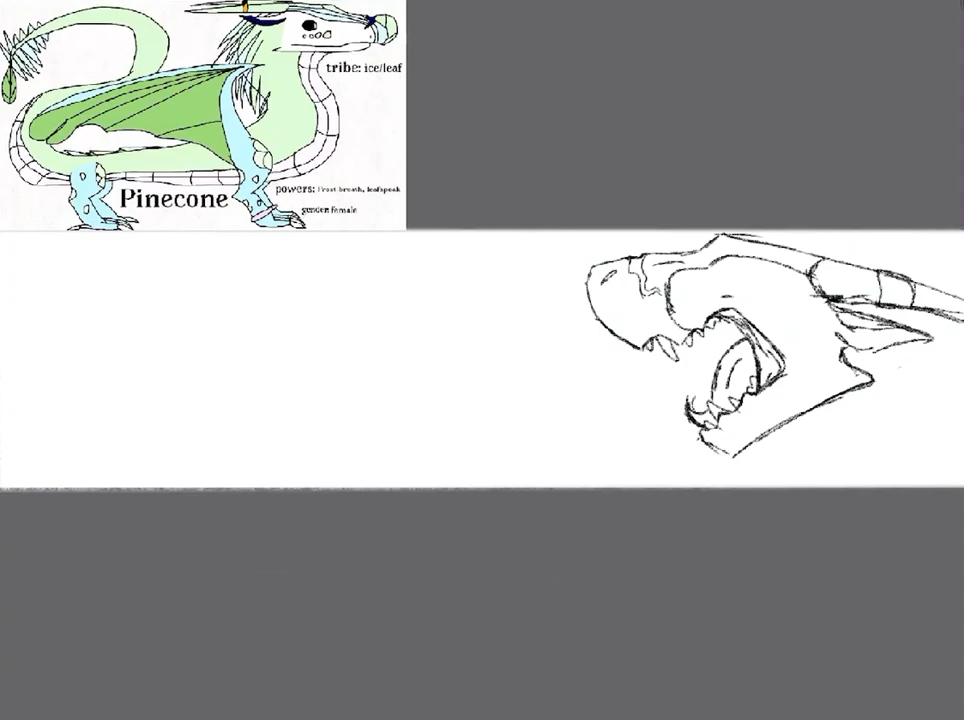 tribe: ice/leaf
powers: Frost breath, leafspeak
Pinecone
gender: Female